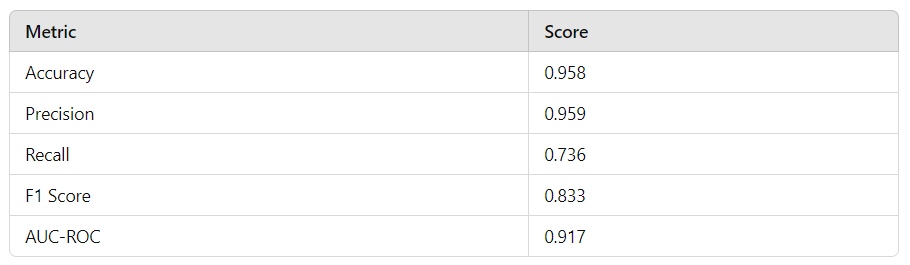 Metric Score
Accuracy 0.958
Precision 0.959
Recall 0.736
F1 Score 0.833
AUC-ROC 0.917